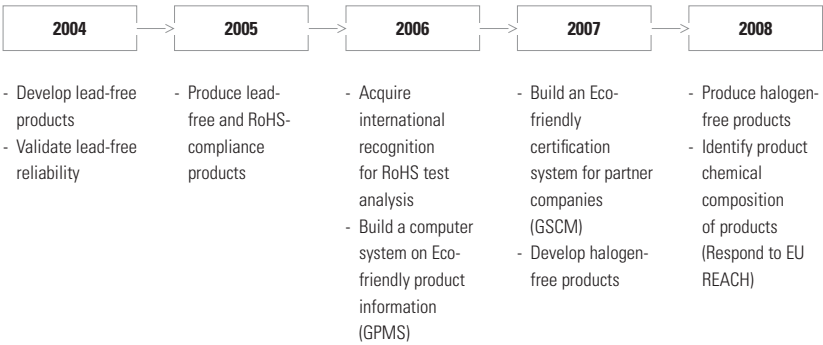 2004
2005
2006
2007
2008
- Develop lead-free
products
- Validate lead-free
reliability
- Produce lead-
free and RoHS-
compliance
products
- Acquire
international
recognition
for RoHS test
analysis
- Build a computer
system on Eco-
friendly product
information
(GPMS)
- Build an Eco-
friendly
certification
system for partner
companies
(GSCM)
- Develop halogen-
free products
- Produce halogen-
free products
- Identify product
chemical
composition
of products
(Respond to EU
REACH)